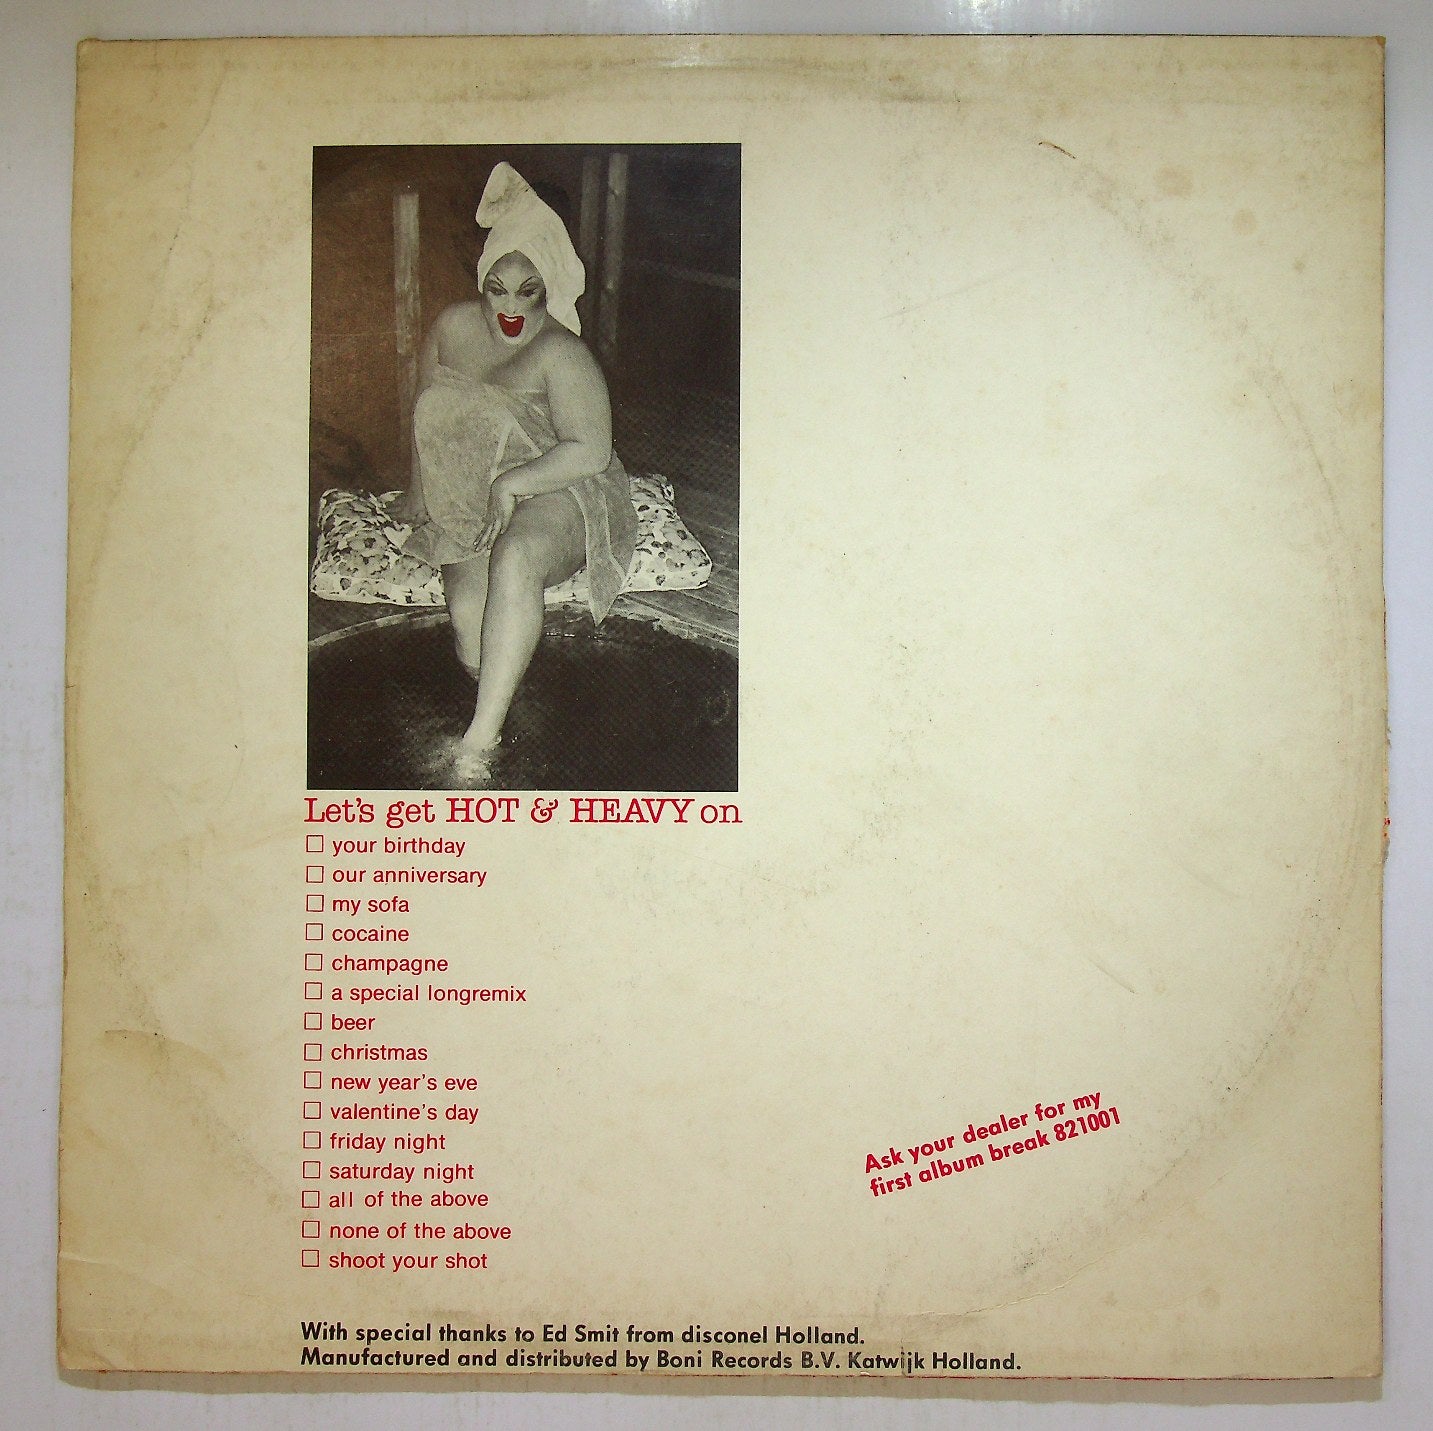 Let's get HOT & HEAVY on
☐ your birthday
☐ our anniversary
☐ my sofa
☐ cocaine
☐ champagne
☐ a special longremix
☐ beer
☐ christmas
☐ new year's eve
☐ valentine's day
☐ friday night
☐ saturday night
☐ all of the above
☐ none of the above
☐ shoot your shot
Ask your dealer for my
first album break 821001
With special thanks to Ed Smit from disconel Holland.
Manufactured and distributed by Boni Records B.V. Katwijk Holland.